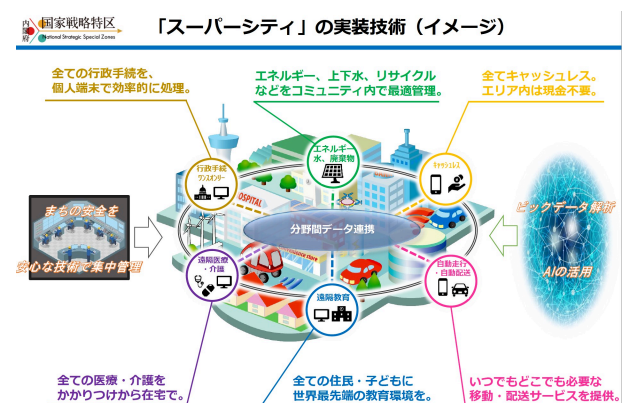 内閣府
国家戦略特区
National Strategic Special Zones
「スーパーシティ」の実装技術（イメージ）
全ての行政手続を、
個人端末で効率的に処理。
エネルギー、上下水、リサイクル
などをコミュニティ内で最適管理。
全てキャッシュレス。
エリア内は現金不要。
行政手続
ワンスオンリー
エネルギー
水、廃棄物
キャッシュレス
HOSPITAL
まちの安全を
安心な技術で集中管理
分野間データ連携
ビックデータ解析
AIの活用
遠隔医療
・介護
遠隔教育
自動走行
・自動配送
全ての医療・介護を
かかりつけから在宅で。
全ての住民・子どもに
世界最先端の教育環境を。
いつでもどこでも必要な
移動・配送サービスを提供。